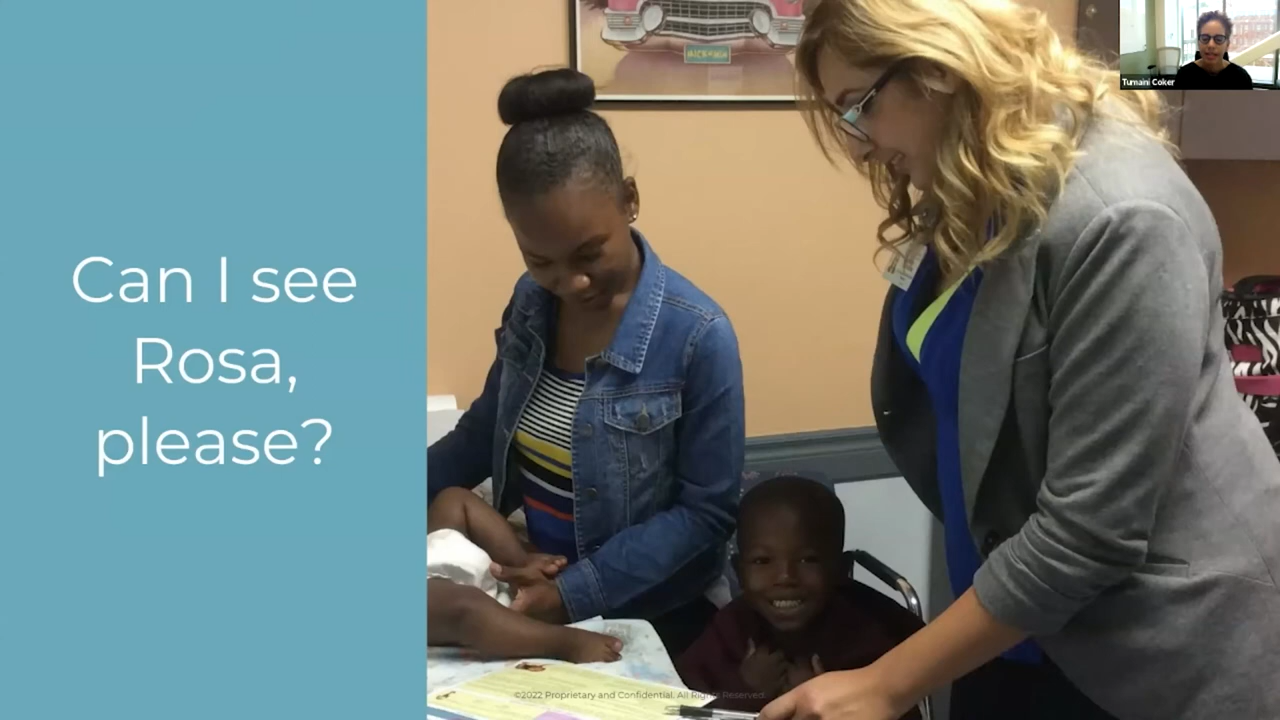 Can I see
Rosa,
please?
Tumaini Coker
©2022 Proprietary and Confidential. All Rights Reserved.